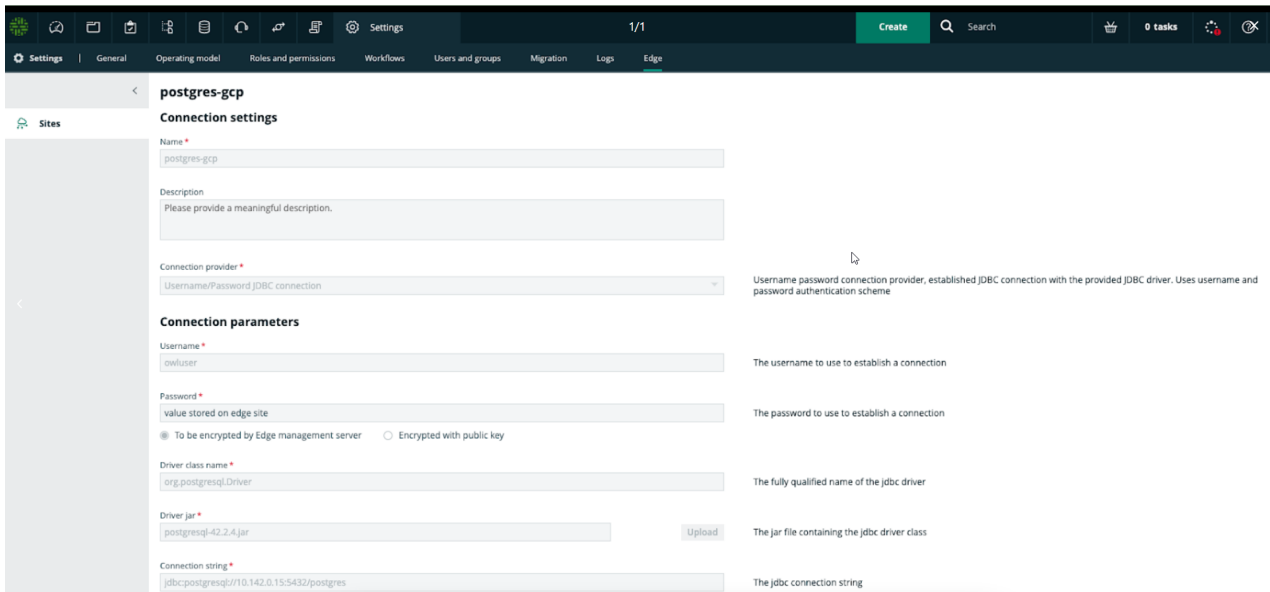 Settings
1/1
Create
Search
0 tasks
Settings | General Operating model Roles and permissions Workflows Users and groups Migration Logs Edge
Sites
postgres-gcp
Connection settings
Name *
postgres-gcp
Description
Please provide a meaningful description.
Connection provider *
Username/Password JDBC connection
Username password connection provider, established JDBC connection with the provided JDBC driver. Uses username and
password authentication scheme
Connection parameters
Username *
owluser
The username to use to establish a connection
Password *
value stored on edge site
The password to use to establish a connection
To be encrypted by Edge management server
Encrypted with public key
Driver class name *
org.postgresql.Driver
The fully qualified name of the jdbc driver
Driver jar *
postgresql-42.2.4.jar
Upload
The jar file containing the jdbc driver class
Connection string *
jdbc:postgresql://10.142.0.15:5432/postgres
The jdbc connection string